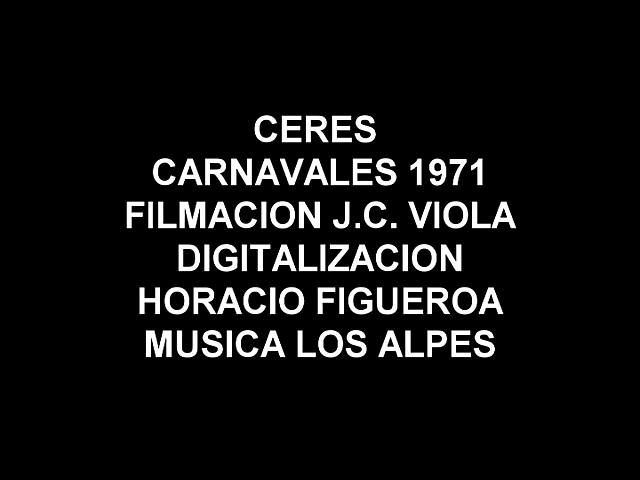 CERES
CARNAVALES 1971
FILMACION J.C. VIOLA
DIGITALIZACION
HORACIO FIGUEROA
MUSICA LOS ALPES